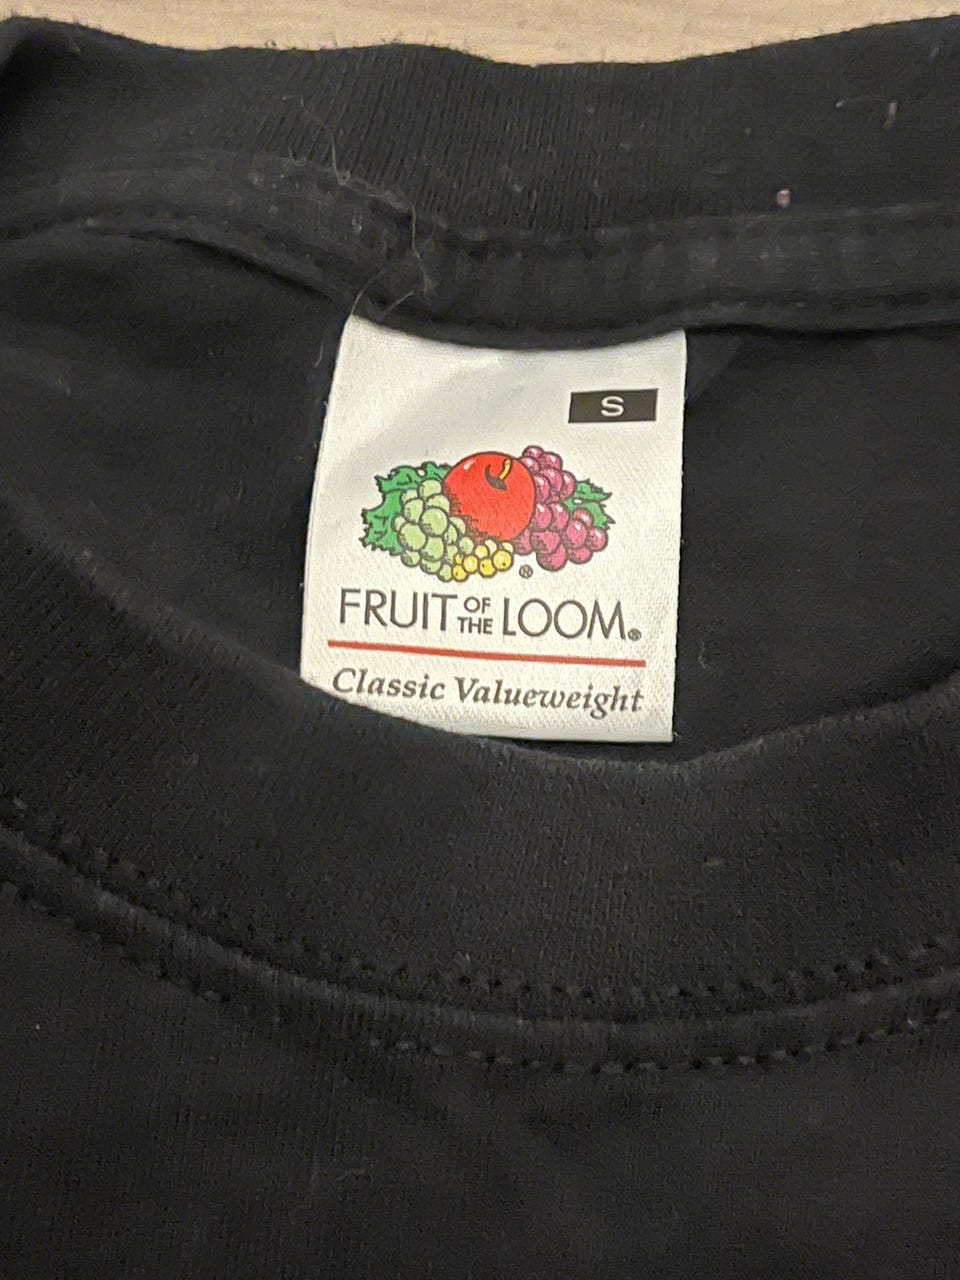 S
®
FRUIT OF THE LOOM®
Classic Valueweight